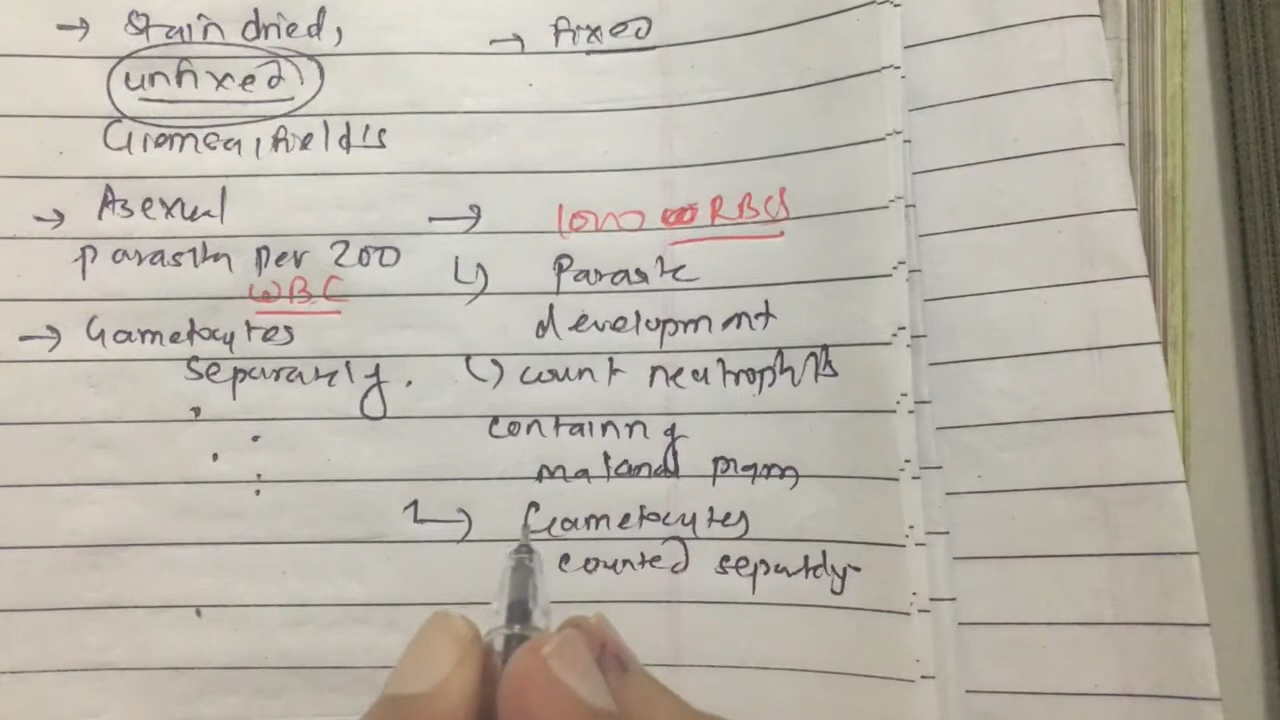 → Stain dried,
unfixed
Giemsa, field's
→ Asexual
parasite per 200
WBC
→ Gametocytes
separately.
→ fixed
→ 1000 RBCs
↳ Parasite
development
↳ count neutrophils
containing
malarial pigm
↳ Gametocytes
counted separately